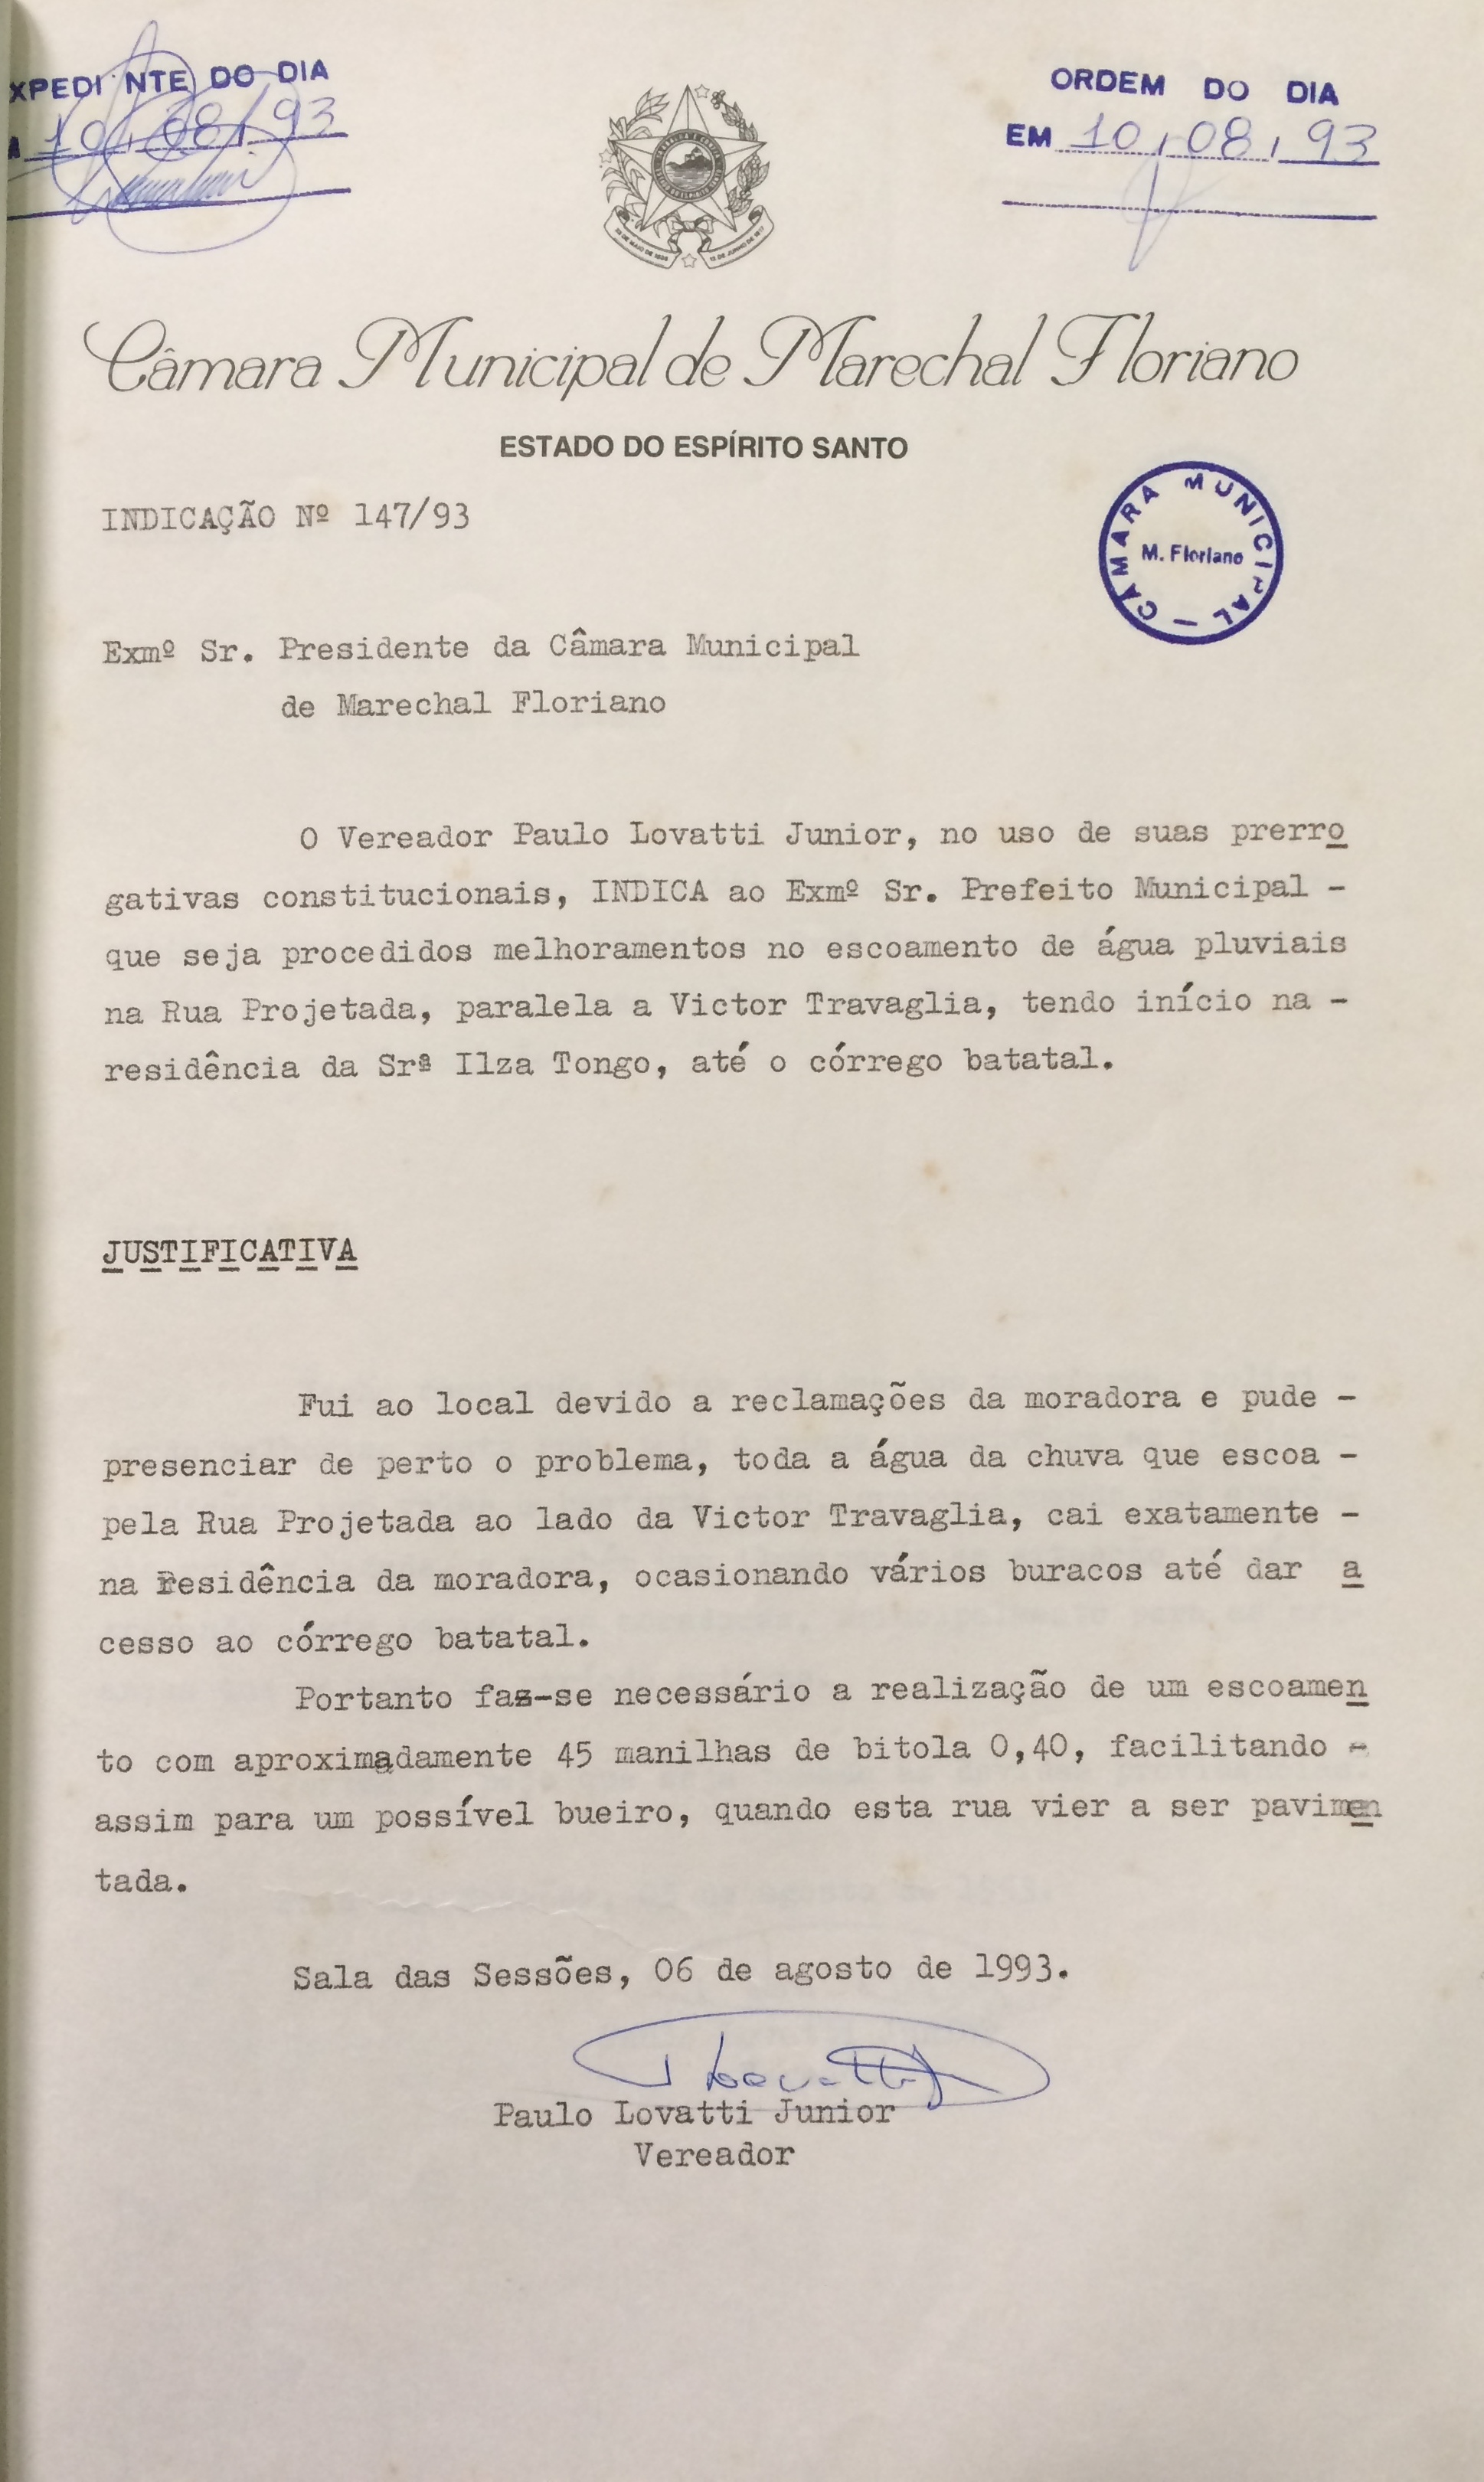 XPEDI NTE DO DIA
10/08/93
ORDEM DO DIA
EM 10, 08, 93
Câmara Municipal de Marechal Floriano
ESTADO DO ESPÍRITO SANTO
INDICAÇÃO Nº 147/93
CÂMARA MUNICIPAL —
M. Floriano
Exmº Sr. Presidente da Câmara Municipal
de Marechal Floriano
O Vereador Paulo Lovatti Junior, no uso de suas prerro
gativas constitucionais, INDICA ao Exmº Sr. Prefeito Municipal -
que seja procedidos melhoramentos no escoamento de água pluviais
na Rua Projetada, paralela a Victor Travaglia, tendo início na -
residência da Srª Ilza Tongo, até o córrego batatal.
JUSTIFICATIVA
Fui ao local devido a reclamações da moradora e pude -
presenciar de perto o problema, toda a água da chuva que escoa -
pela Rua Projetada ao lado da Victor Travaglia, cai exatamente -
na residência da moradora, ocasionando vários buracos até dar a
cesso ao córrego batatal.
Portanto faz-se necessário a realização de um escoamen
to com aproximadamente 45 manilhas de bitola 0,40, facilitando -
assim para um possível bueiro, quando esta rua vier a ser pavimen
tada.
Sala das Sessões, 06 de agosto de 1993.
Paulo Lovatti Junior
Vereador